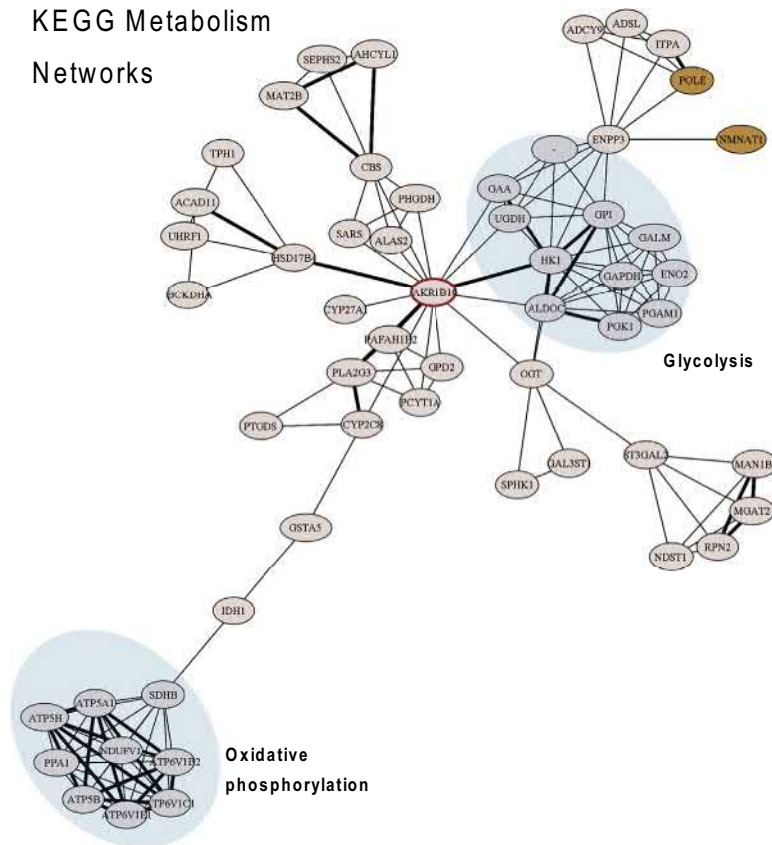 KEGG Metabolism
Networks
ADCY9
ADSL
ITPA
POLE
SEPHS2
AHCYL1
MAT2B
ENPP3
NMNAT1
TPH1
CBS
-
GAA
ACAD11
PHGDH
UGDH
GPI
UHRF1
SARS
ALAS2
GALM
HSD17B4
HK1
GAPDH
ENO2
BCKDHA
AKR1B10
CYP27A1
ALDOC
PGAM1
PGK1
PAFAH1B2
Glycolysis
PLA2G3
GPD2
OGT
PCYT1A
PTGDS
CYP2C8
ST3GAL2
GAL3ST1
MAN1B
SPHK1
MGAT2
GSTA5
NDST1
RPN2
IDH1
SDHB
ATP5A1
ATP5H
NDUFV1
Oxidative
PPA1
ATP6V1B2
phosphorylation
ATP5B
ATP6V1C1
ATP6V1E1